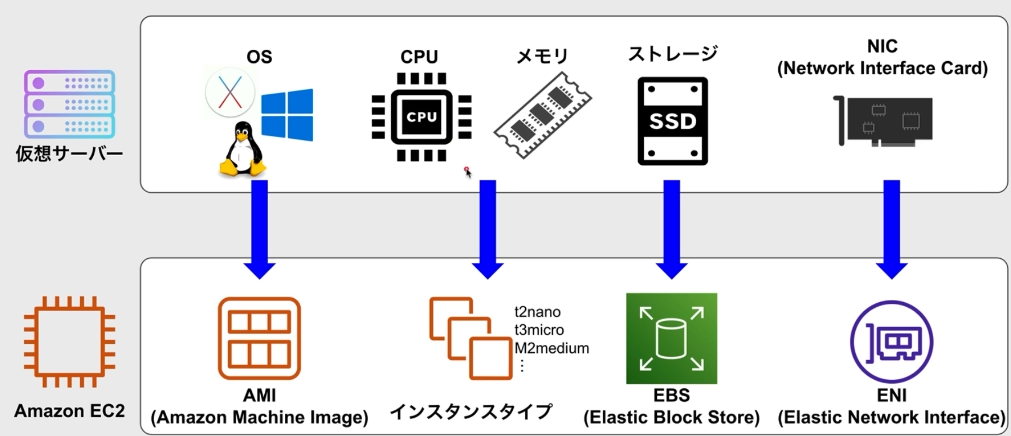 OS
CPU
メモリ
ストレージ
NIC
(Network Interface Card)
CPU
SSD
仮想サーバー
t2nano
t3micro
M2medium
⋮
Amazon EC2
AMI
(Amazon Machine Image)
インスタンスタイプ
EBS
(Elastic Block Store)
ENI
(Elastic Network Interface)